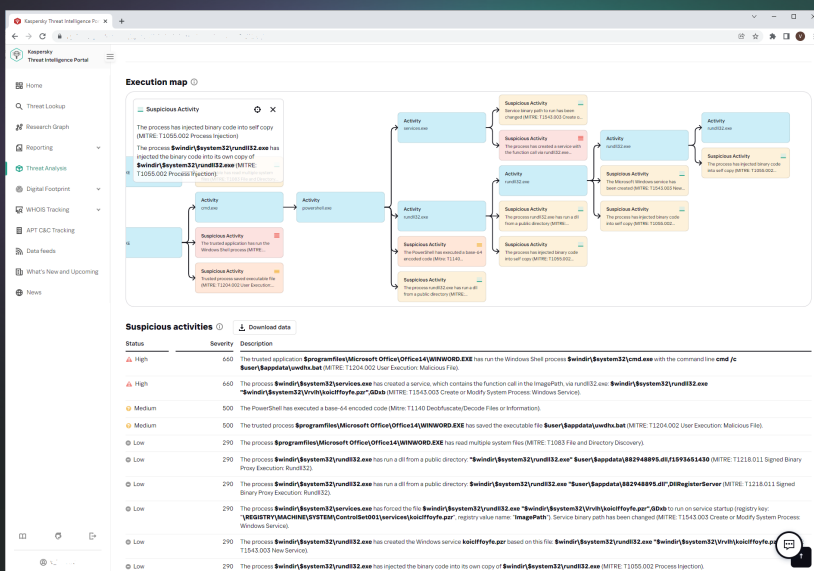 Kaspersky Threat Intelligence Por
Kaspersky
Threat Intelligence Portal
Home
Threat Lookup
Research Graph
Reporting
Threat Analysis
Digital Footprint
WHOIS Tracking
APT C&C Tracking
Data feeds
What's New and Upcoming
News
Execution map
Suspicious Activity
The process has injected binary code into self copy
(MITRE: T1055.002 Process Injection)
The process $windir\$system32\rundll32.exe has
injected the binary code into its own copy of
$windir\$system32\rundll32.exe (MITRE:
T1055.002 Process Injection).
Activity
cmd.exe
Suspicious Activity
The trusted application has run the
Windows Shell process (MITRE:...
Suspicious Activity
Trusted process saved executable file
(MITRE: T1204.002 User Execution...
Activity
powershell.exe
Activity
services.exe
Activity
rundll32.exe
Suspicious Activity
The PowerShell has executed a base-64
encoded code (Mitre: T1140...
Suspicious Activity
The process rundll32.exe has run a dll
from a public directory (MITRE:...
Suspicious Activity
Service binary path to run has been
changed (MITRE: T1543.003 Create o...
Suspicious Activity
The process has created a service with
the function call via rundll32.exe...
Activity
rundll32.exe
Suspicious Activity
The process rundll32.exe has run a dll
from a public directory (MITRE:...
Suspicious Activity
The process has injected binary code
into self copy (MITRE: T1055.002...
Activity
rundll32.exe
Suspicious Activity
The Microsoft Windows service has
been created (MITRE: T1543.003 New...
Suspicious Activity
The process has injected binary code
into self copy (MITRE: T1055.002...
Activity
rundll32.exe
Suspicious Activity
The process has injected binary code
into self copy (MITRE: T1055.002...
Suspicious activities
Download data
Status Severity Description
High 660 The trusted application $programfiles\Microsoft Office\Office14\WINWORD.EXE has run the Windows Shell process $windir\$system32\cmd.exe with the command line cmd /c
$user\$appdata\uwdhx.bat (MITRE: T1204.002 User Execution: Malicious File).
High 660 The process $windir\$system32\services.exe has created a service, which contains the function call in the ImagePath, via rundll32.exe: $windir\$system32\rundll32.exe
"$windir\$system32\Vrvlh\koiclffoyfe.pzr",GDxb (MITRE: T1543.003 Create or Modify System Process: Windows Service).
Medium 500 The PowerShell has executed a base-64 encoded code (Mitre: T1140 Deobfuscate/Decode Files or Information).
Medium 500 The trusted process $programfiles\Microsoft Office\Office14\WINWORD.EXE has saved the executable file $user\$appdata\uwdhx.bat (MITRE: T1204.002 User Execution: Malicious File).
Low 290 The process $programfiles\Microsoft Office\Office14\WINWORD.EXE has read multiple system files (MITRE: T1083 File and Directory Discovery).
Low 290 The process $windir\$system32\rundll32.exe has run a dll from a public directory: "$windir\$system32\rundll32.exe" $user\$appdata\882948895.dll,f1593651430 (MITRE: T1218.011 Signed Binary
Proxy Execution: Rundll32).
Low 290 The process $windir\$system32\rundll32.exe has run a dll from a public directory: $windir\$system32\rundll32.exe "$user\$appdata\882948895.dll",DllRegisterServer (MITRE: T1218.011 Signed
Binary Proxy Execution: Rundll32).
Low 290 The process $windir\$system32\services.exe has forced the file $windir\$system32\rundll32.exe "$windir\$system32\Vrvlh\koiclffoyfe.pzr",GDxb to run on service startup (registry key:
"\REGISTRY\MACHINE\SYSTEM\ControlSet001\services\koiclffoyfe.pzr", registry value name: "ImagePath"). Service binary path has been changed (MITRE: T1543.003 Create or Modify System Process:
Windows Service).
Low 290 The process $windir\$system32\rundll32.exe has created the Windows service koiclffoyfe.pzr based on this file: $windir\$system32\rundll32.exe "$windir\$system32\Vrvlh\koiclffoyfe.pz
T1543.003 New Service).
Low 290 The process $windir\$system32\rundll32.exe has injected the binary code into its own copy of $windir\$system32\rundll32.exe (MITRE: T1055.002 Process Injection).